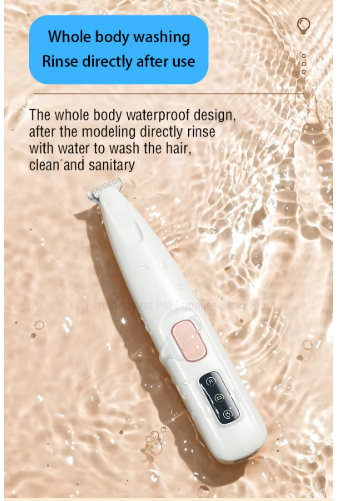 Whole body washing
Rinse directly after use
The whole body waterproof design,
after the modeling directly rinse
with water to wash the hair,
clean and sanitary